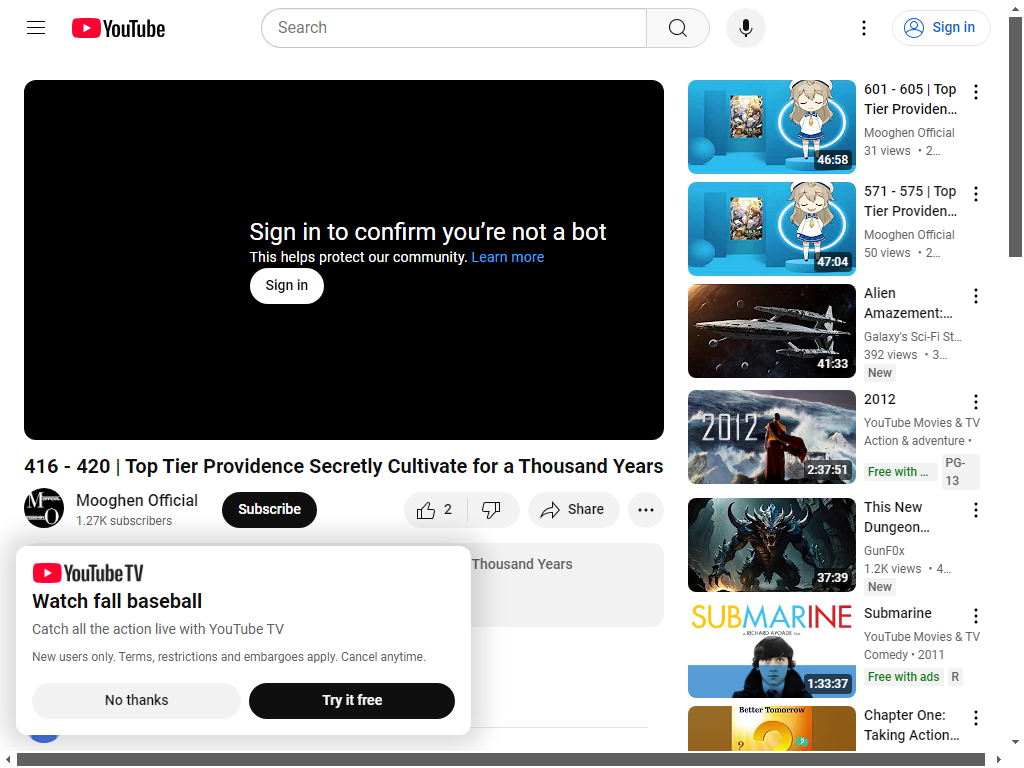 YouTube
Search
Sign in
Sign in to confirm you're not a bot
This helps protect our community. Learn more
Sign in
416 - 420 | Top Tier Providence Secretly Cultivate for a Thousand Years
Mooghen Official
1.27K subscribers
Subscribe
2
Share
Thousand Years
YouTube TV
Watch fall baseball
Catch all the action live with YouTube TV
New users only. Terms, restrictions and embargoes apply. Cancel anytime.
No thanks
Try it free
46:58
601 - 605 | Top
Tier Providen…
Mooghen Official
31 views • 2…
47:04
571 - 575 | Top
Tier Providen…
Mooghen Official
50 views • 2…
41:33
Alien
Amazement:…
Galaxy's Sci-Fi St…
392 views • 3…
New
2012
2:37:51
2012
YouTube Movies & TV
Action & adventure •
Free with …
PG-
13
37:39
This New
Dungeon…
GunF0x
1.2K views • 4…
New
SUBMARINE
a RICHARD AYOADE film
1:33:37
Submarine
YouTube Movies & TV
Comedy • 2011
Free with ads
R
Better Tomorrow
?
2
?
Chapter One:
Taking Action…